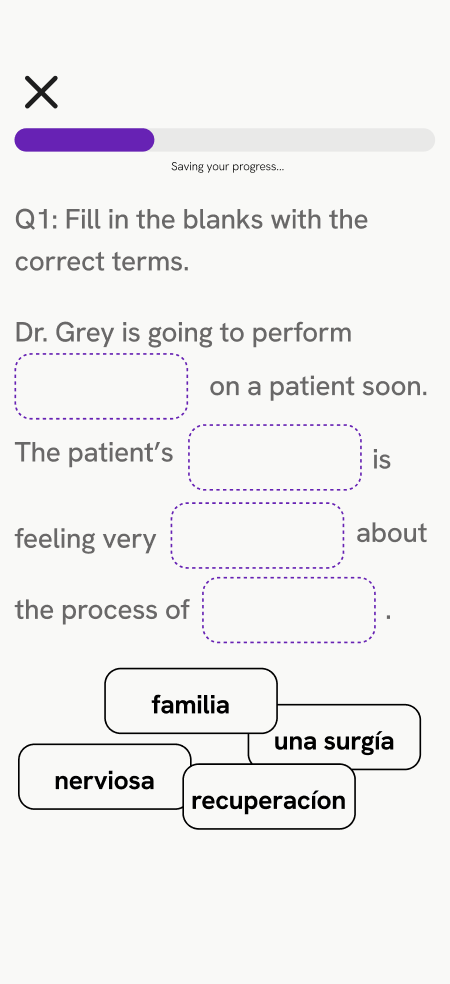 Saving your progress...
Q1: Fill in the blanks with the
correct terms.
Dr. Grey is going to perform
on a patient soon.
The patient’s is
feeling very about
the process of .
familia
una surgía
nerviosa
recuperacíon